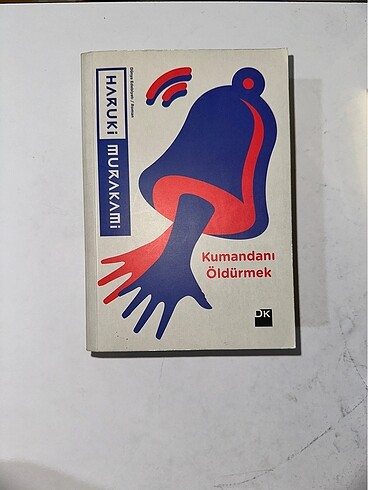 Dünya Edebiyatı / Roman
HARUKi
MURAKAMi
Kumandanı
Öldürmek
DK